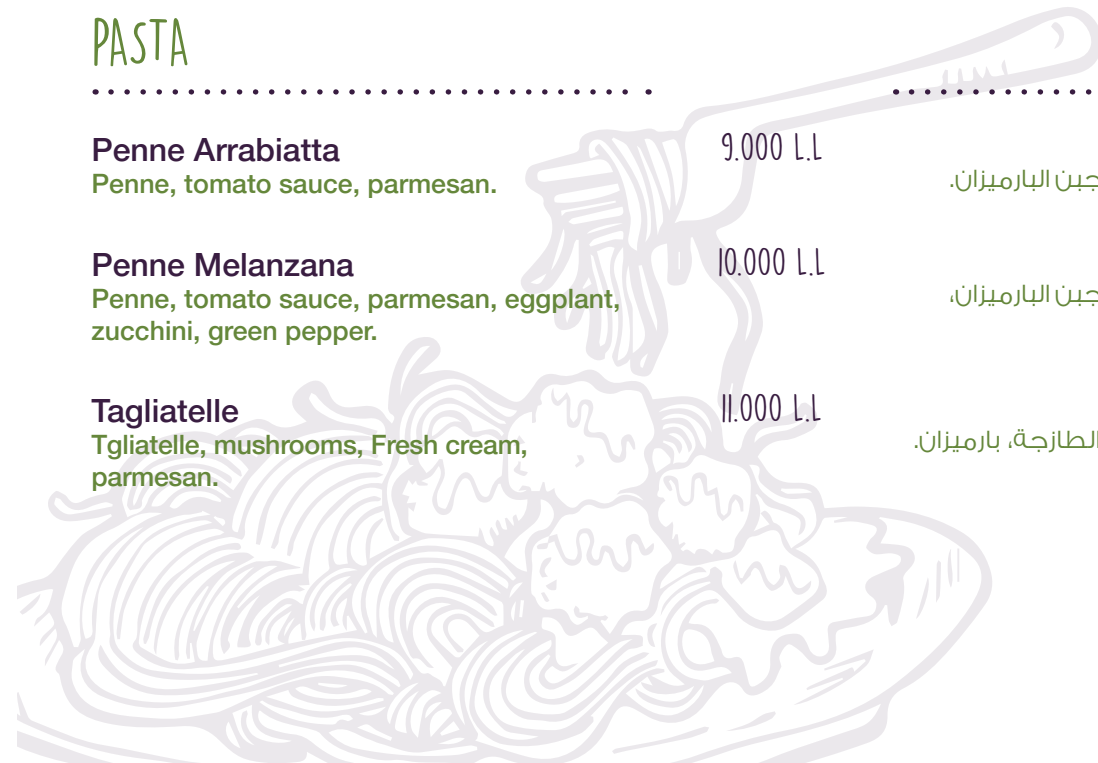 PASTA
Penne Arrabiatta 9.000 L.L
Penne, tomato sauce, parmesan.
جبن البارميزان.
Penne Melanzana 10.000 L.L
Penne, tomato sauce, parmesan, eggplant,
جبن البارميزان،
zucchini, green pepper.
Tagliatelle 11.000 L.L
Tgliatelle, mushrooms, Fresh cream,
الطازجة، بارميزان.
parmesan.